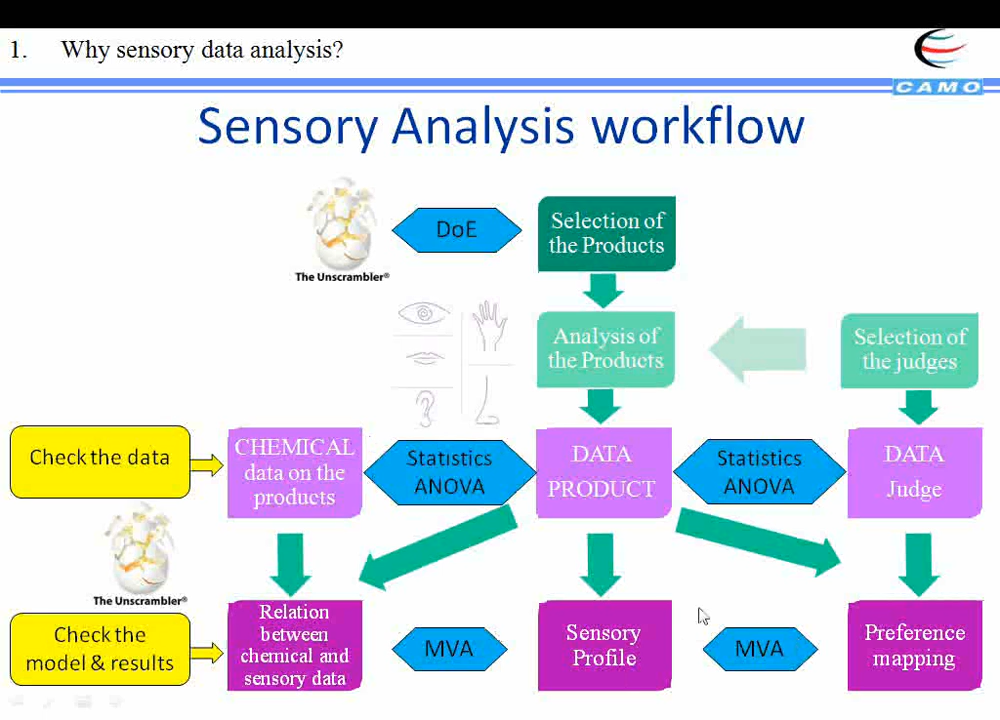 1. Why sensory data analysis?
CAMO
Sensory Analysis workflow
The Unscrambler®
DoE
Selection of
the Products
Analysis of
the Products
Selection of
the judges
Check the data
CHEMICAL
data on the
products
Statistics
ANOVA
DATA
PRODUCT
Statistics
ANOVA
DATA
Judge
The Unscrambler®
Check the
model & results
Relation
between
chemical and
sensory data
MVA
Sensory
Profile
MVA
Preference
mapping